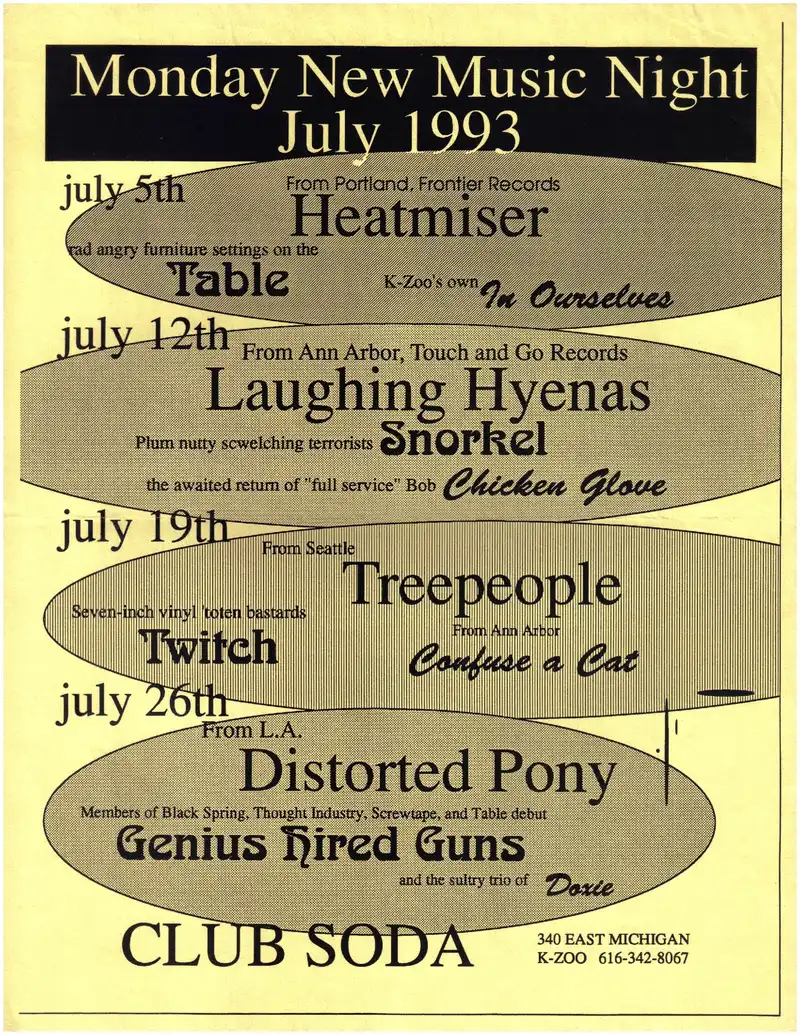 Monday New Music Night
July 1993
july 5th
From Portland, Frontier Records
Heatmiser
rad angry furniture settings on the
Table
K-Zoo's own In Ourselves
july 12th
From Ann Arbor, Touch and Go Records
Laughing Hyenas
Plum nutty scwelching terrorists Snorkel
the awaited return of "full service" Bob Chicken Glove
july 19th
From Seattle
Treepeople
Seven-inch vinyl 'toten bastards
Twitch
From Ann Arbor
Confuse a Cat
july 26th
From L.A.
Distorted Pony
Members of Black Spring, Thought Industry, Screwtape, and Table debut
Genius Hired Guns
and the sultry trio of Doxie
CLUB SODA
340 EAST MICHIGAN
K-ZOO 616-342-8067